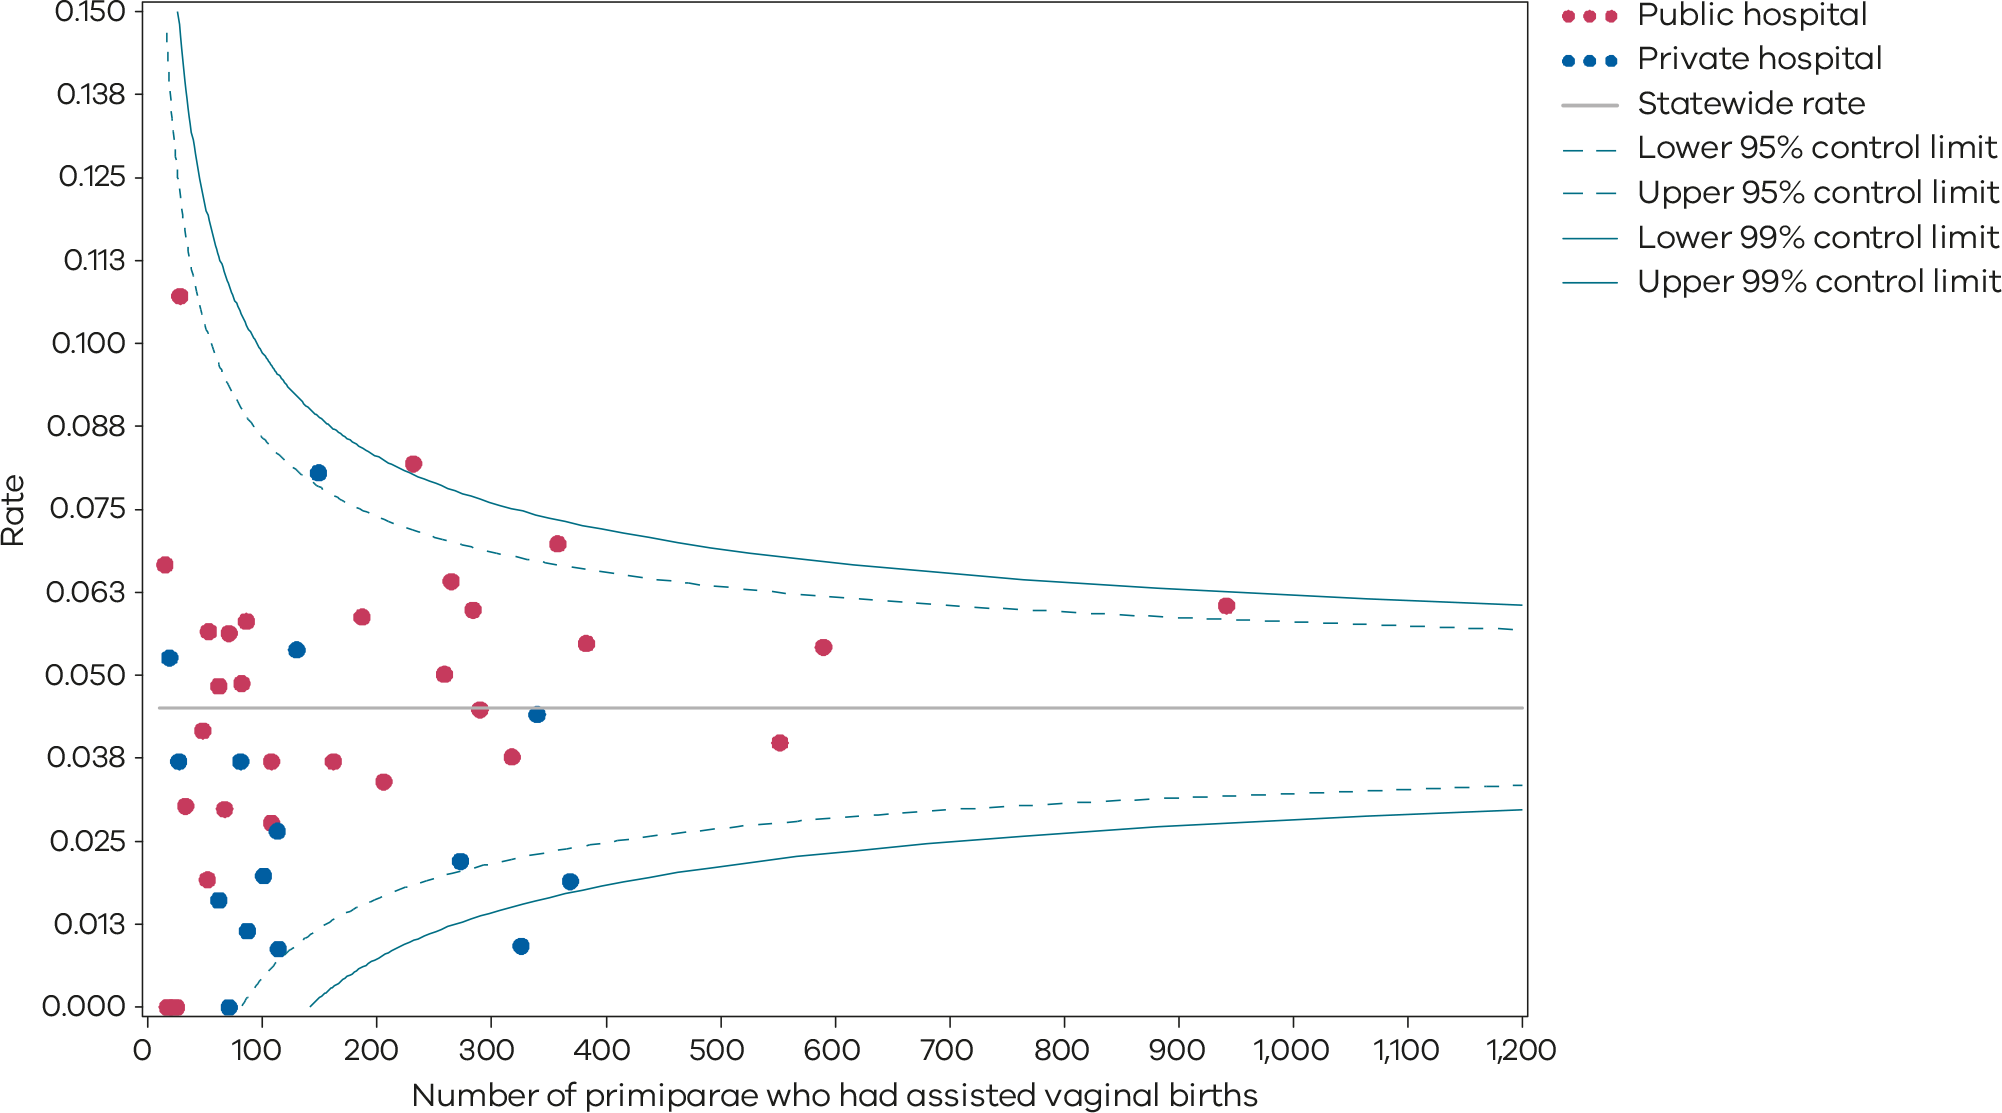 0.150
0.138
0.125
0.113
0.100
0.088
0.075
0.063
0.050
0.038
0.025
0.013
0.000
Rate
0 100 200 300 400 500 600 700 800 900 1,000 1,100 1,200
Number of primiparae who had assisted vaginal births
Public hospital
Private hospital
Statewide rate
Lower 95% control limit
Upper 95% control limit
Lower 99% control limit
Upper 99% control limit